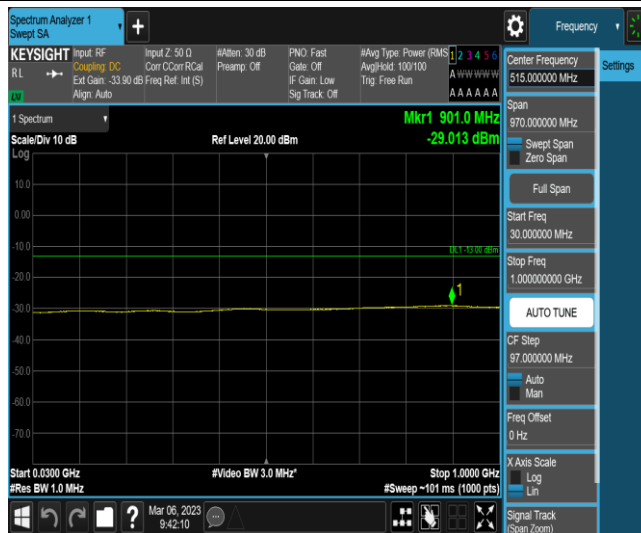 Spectrum Analyzer 1
Swept SA
+
Frequency
KEYSIGHT
RL
LXI
Input: RF
Coupling: DC
Ext Gain: -33.90 dB
Align: Auto
Input Z: 50 Ω
Corr CCorr RCal
Freq Ref: Int (S)
#Atten: 30 dB
Preamp: Off
PNO: Fast
Gate: Off
IF Gain: Low
Sig Track: Off
#Avg Type: Power (RMS
Avg|Hold: 100/100
Trig: Free Run
1 2 3 4 5 6
A W W W W W
A A A A A A
1 Spectrum
Scale/Div 10 dB
Ref Level 20.00 dBm
Mkr1 901.0 MHz
-29.013 dBm
Log
10.0
0.00
-10.0
-20.0
-30.0
-40.0
-50.0
-60.0
-70.0
DL1 -13.00 dBm
1
Start 0.0300 GHz
#Res BW 1.0 MHz
#Video BW 3.0 MHz*
Stop 1.0000 GHz
#Sweep ~101 ms (1000 pts)
?
Mar 06, 2023
9:42:10
Center Frequency
515.000000 MHz
Settings
Span
970.000000 MHz
Swept Span
Zero Span
Full Span
Start Freq
30.000000 MHz
Stop Freq
1.000000000 GHz
AUTO TUNE
CF Step
97.000000 MHz
Auto
Man
Freq Offset
0 Hz
X Axis Scale
Log
Lin
Signal Track
(Span Zoom)